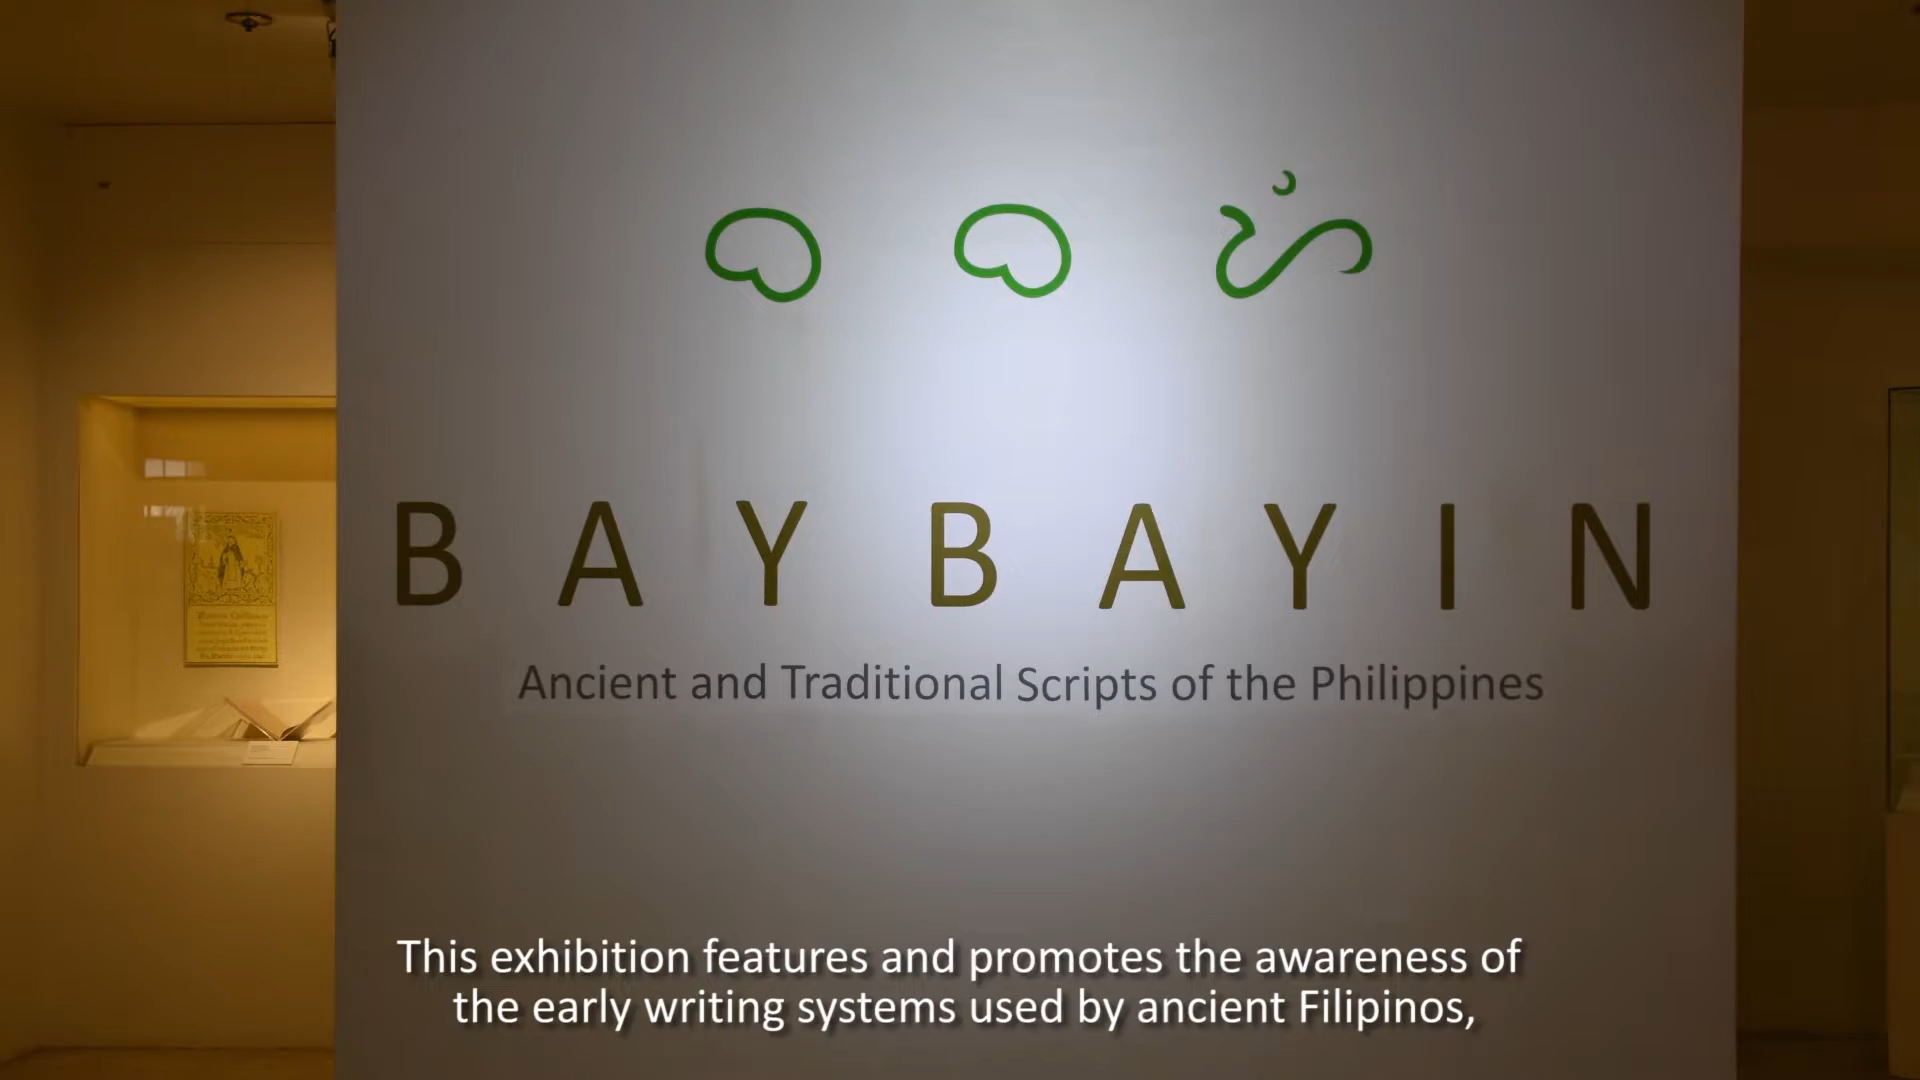 ᜊᜊᜌᜒ
BAYBAYIN
Ancient and Traditional Scripts of the Philippines
This exhibition features and promotes the awareness of
the early writing systems used by ancient Filipinos,